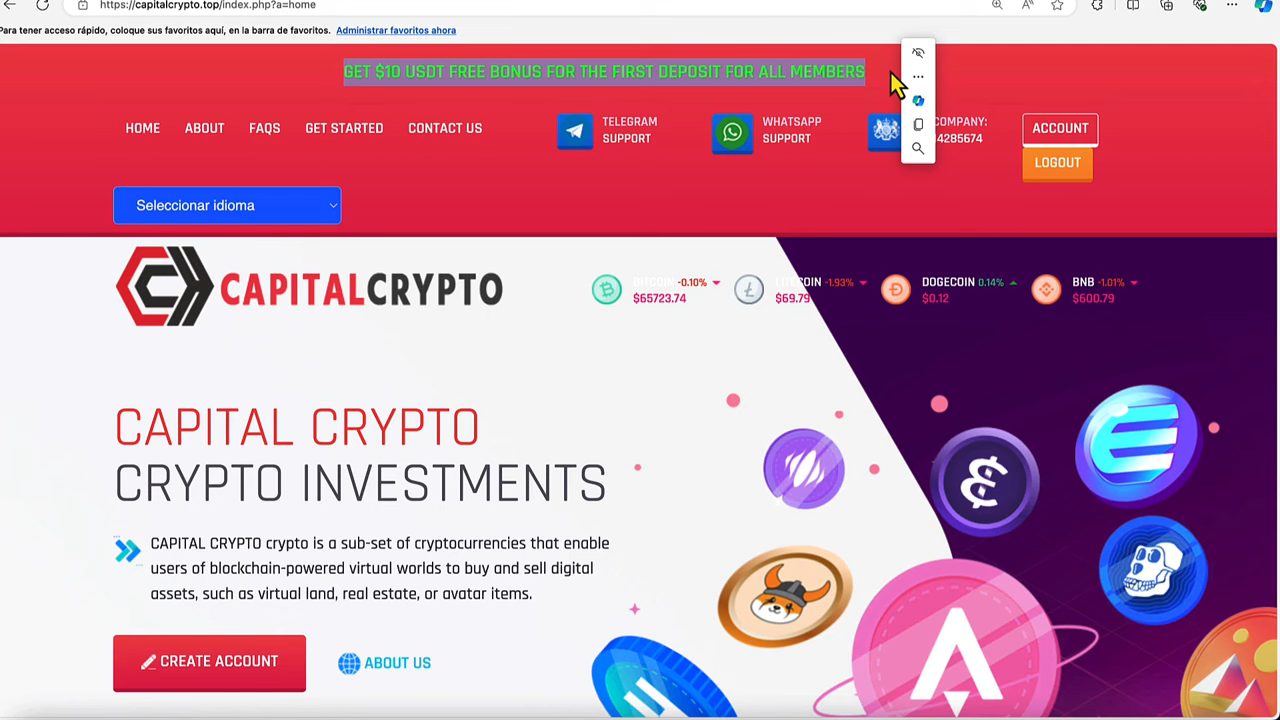 https://capitalcrypto.top/index.php?a=home
Para tener acceso rápido, coloque sus favoritos aquí, en la barra de favoritos. Administrar favoritos ahora
GET $10 USDT FREE BONUS FOR THE FIRST DEPOSIT FOR ALL MEMBERS
HOME ABOUT FAQS GET STARTED CONTACT US
TELEGRAM SUPPORT
WHATSAPP SUPPORT
COMPANY:
4285674
ACCOUNT
LOGOUT
Seleccionar idioma
CAPITALCRYPTO
BITCOIN -0.10%
$65723.74
LITECOIN -1.93%
$69.79
DOGECOIN 0.14%
$0.12
BNB -1.01%
$600.79
CAPITAL CRYPTO
CRYPTO INVESTMENTS
CAPITAL CRYPTO crypto is a sub-set of cryptocurrencies that enable
users of blockchain-powered virtual worlds to buy and sell digital
assets, such as virtual land, real estate, or avatar items.
CREATE ACCOUNT
ABOUT US